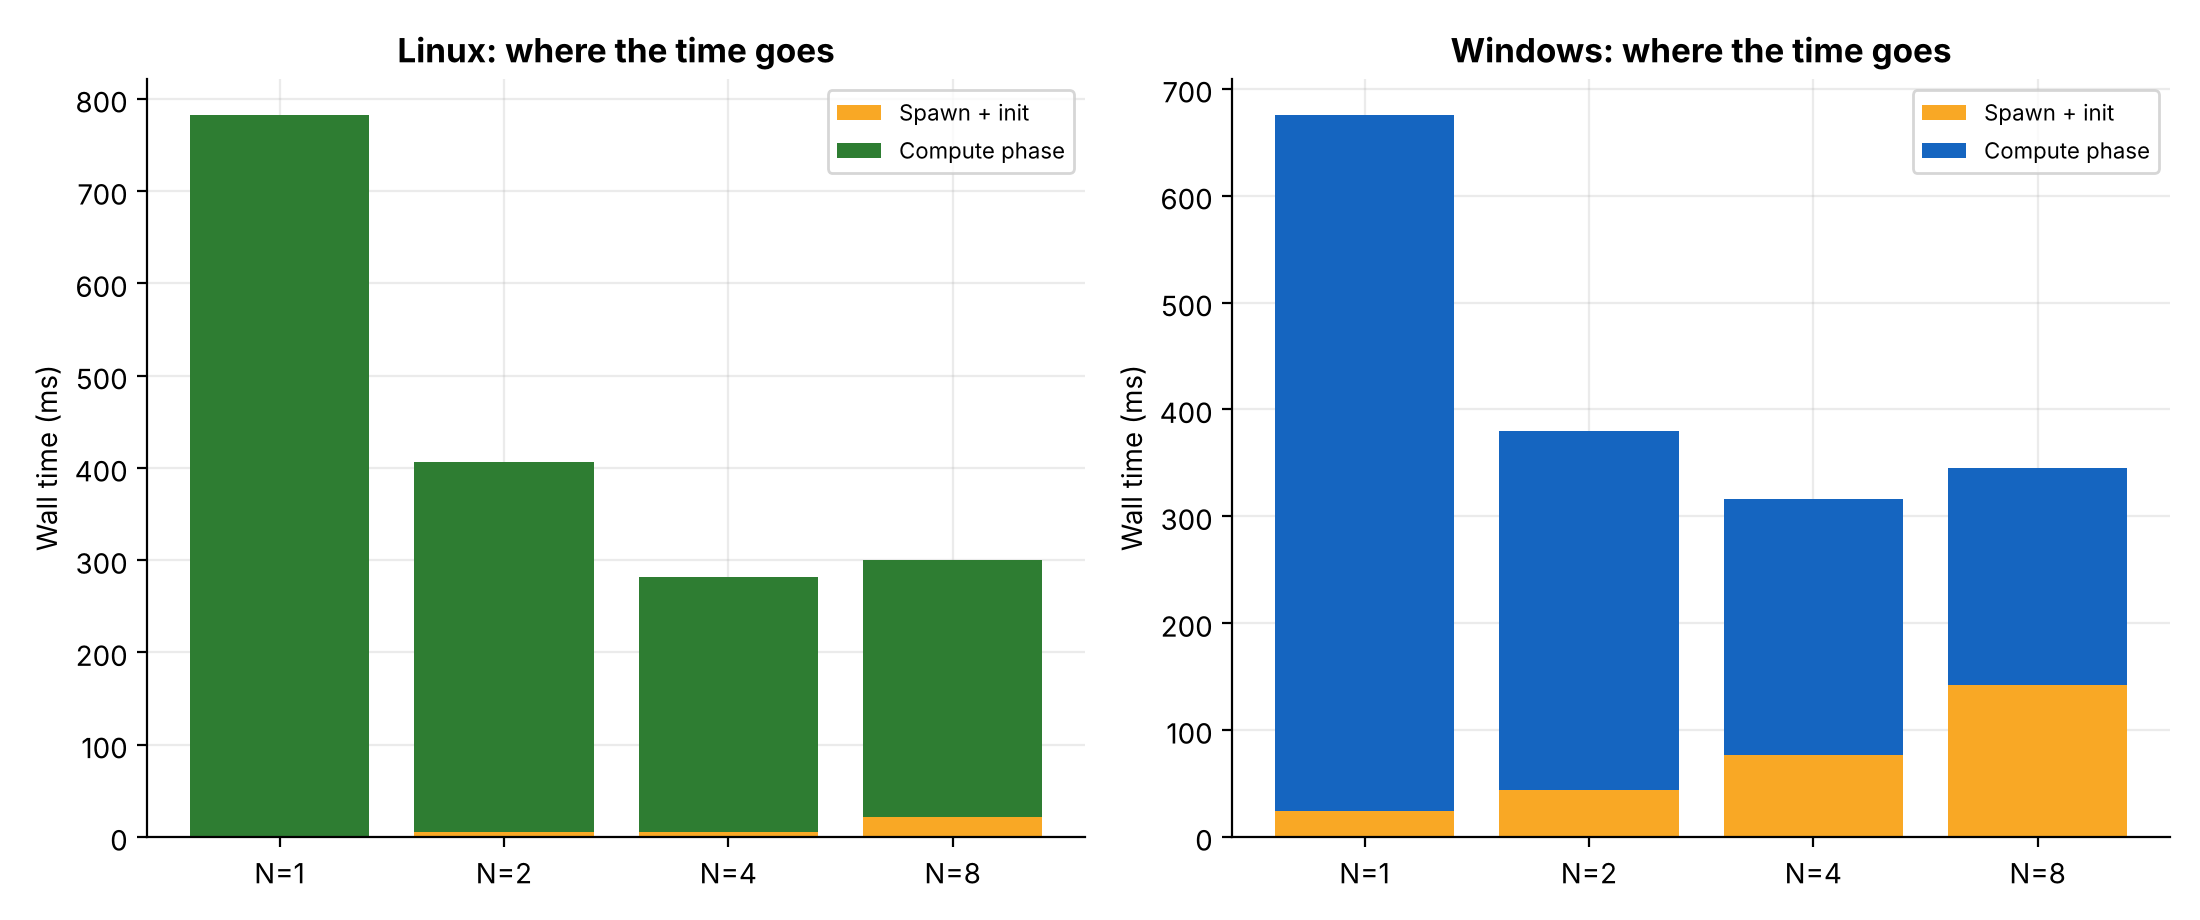 Linux: where the time goes
Spawn + init
Compute phase
Wall time (ms)
800
700
600
500
400
300
200
100
0
N=1
N=2
N=4
N=8
Windows: where the time goes
Spawn + init
Compute phase
Wall time (ms)
700
600
500
400
300
200
100
0
N=1
N=2
N=4
N=8